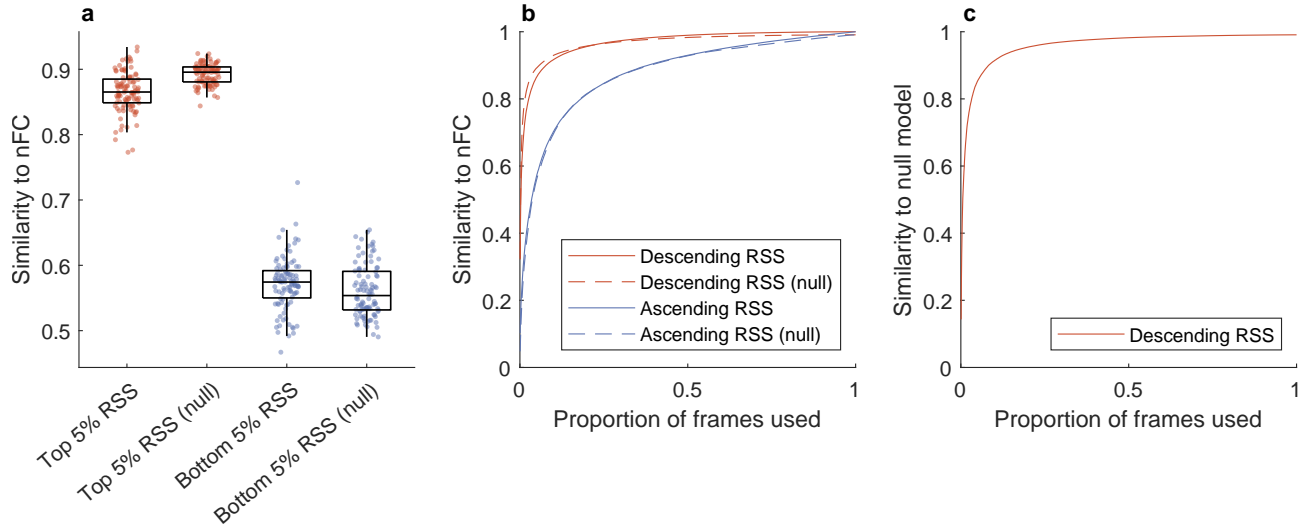 a
Similarity to nFC
0.9
0.8
0.7
0.6
0.5
Top 5% RSS
Top 5% RSS (null)
Bottom 5% RSS
Bottom 5% RSS (null)
b
Similarity to nFC
1
0.8
0.6
0.4
0.2
0
Descending RSS
Descending RSS (null)
Ascending RSS
Ascending RSS (null)
0 0.5 1
Proportion of frames used
c
Similarity to null model
1
0.8
0.6
0.4
0.2
0
Descending RSS
0 0.5 1
Proportion of frames used